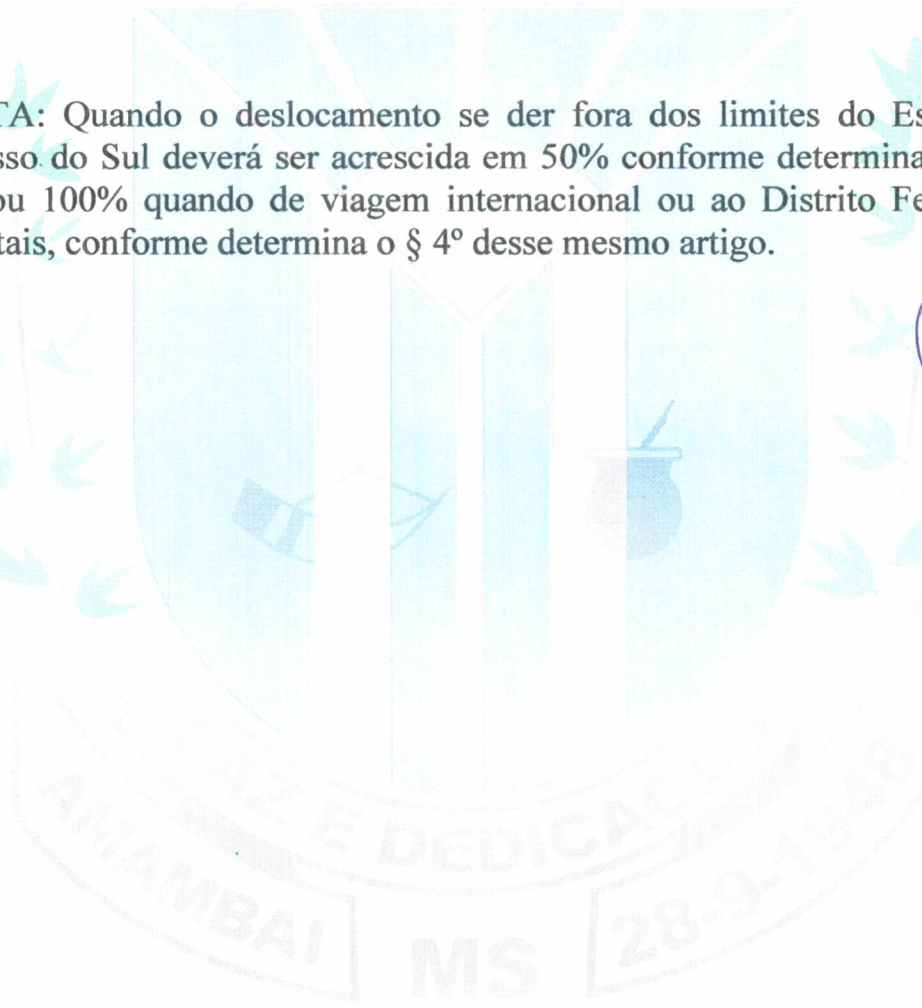 TA: Quando o deslocamento se der fora dos limites do Es
sso do Sul deverá ser acrescida em 50% conforme determina
ou 100% quando de viagem internacional ou ao Distrito Fe
tais, conforme determina o § 4º desse mesmo artigo.
PAZ E DEDICAÇÃO
AMAMBAI
MS
28-9-1948